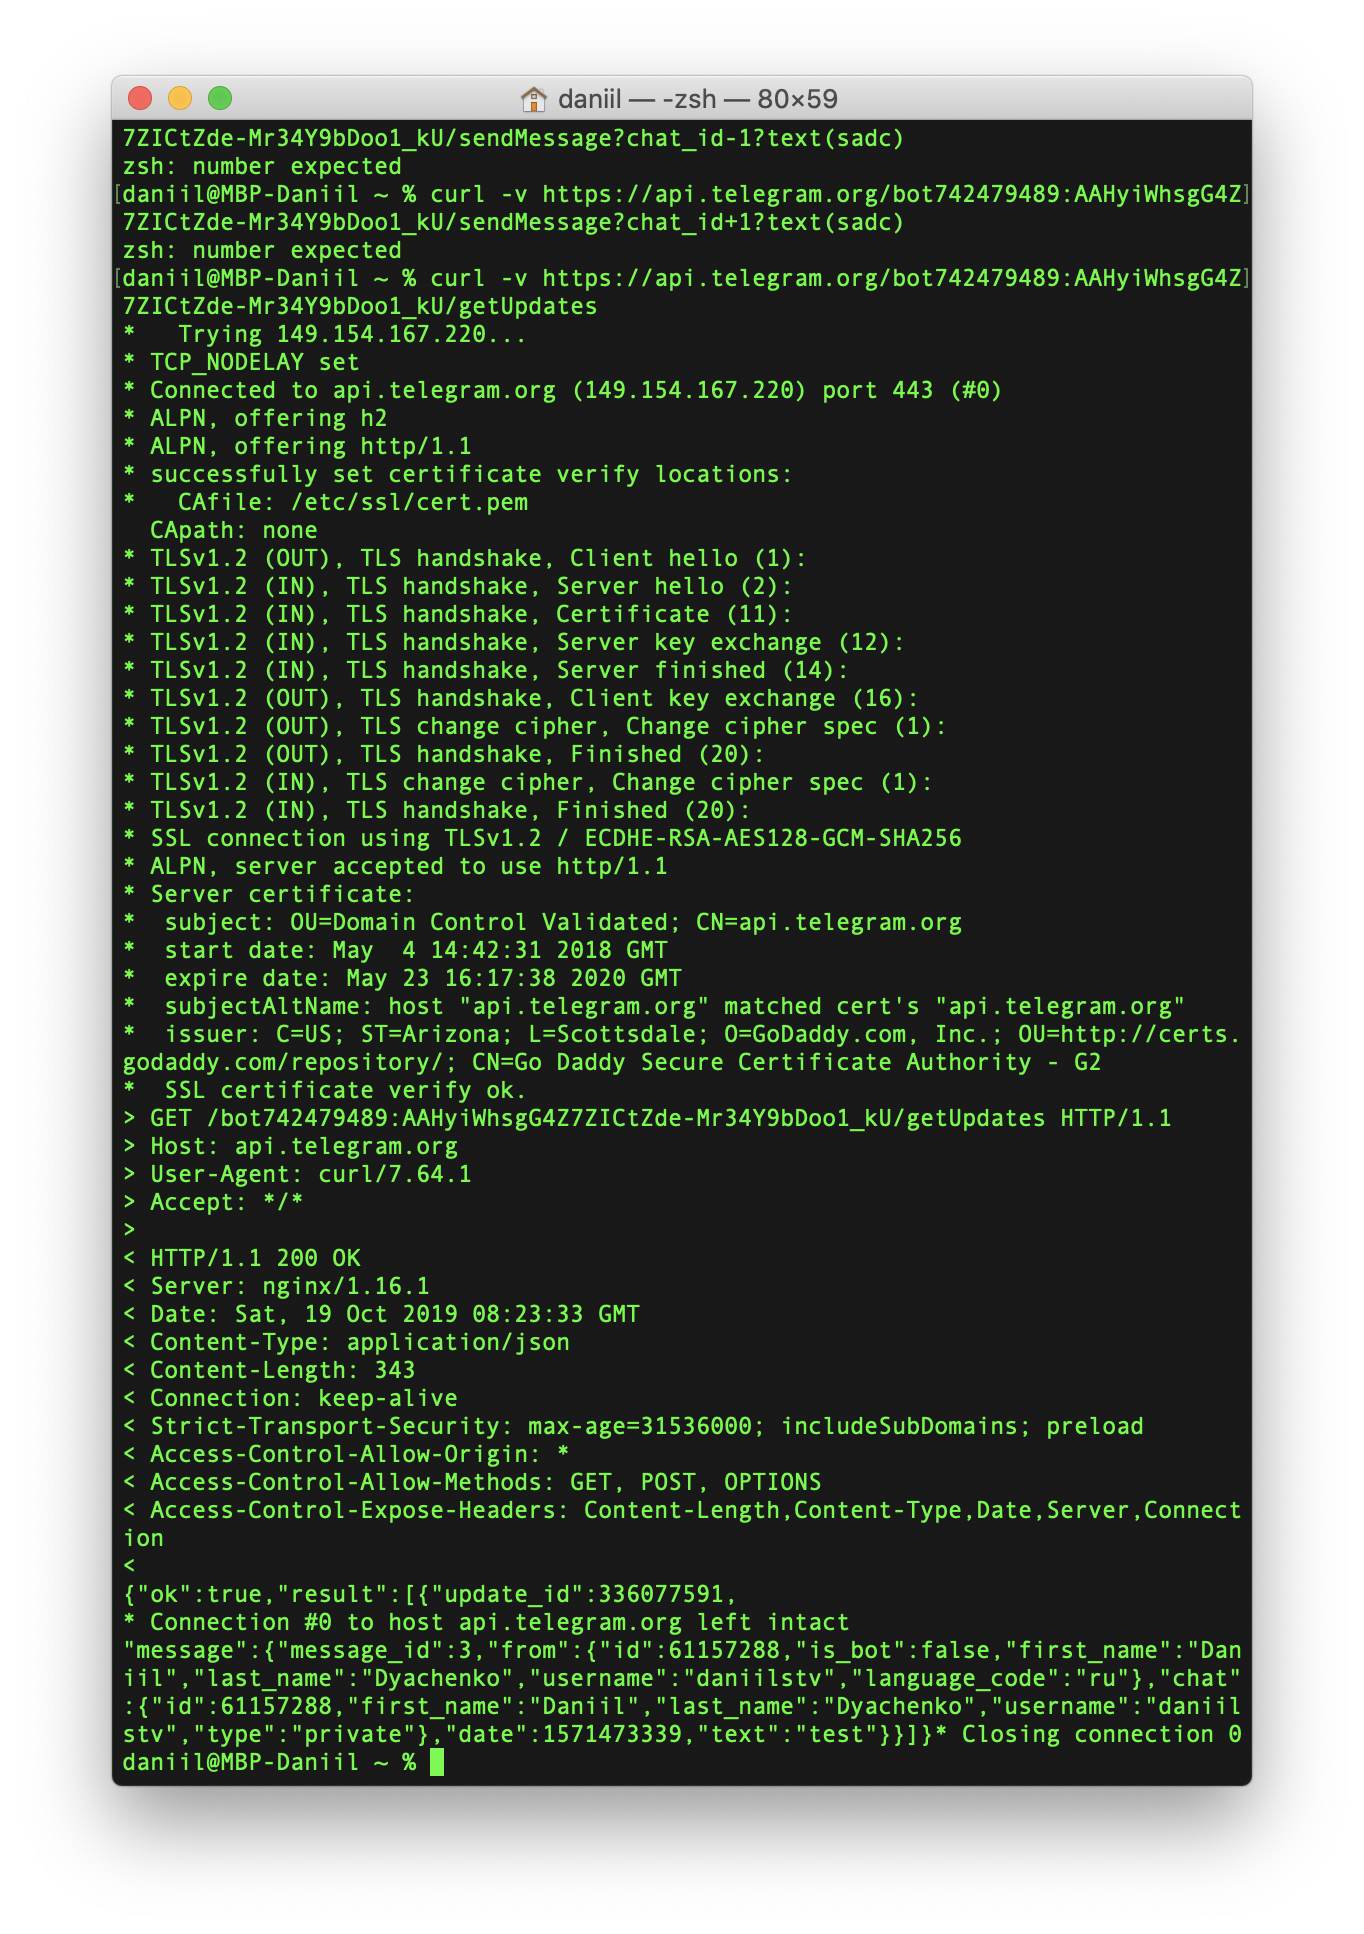 daniil — -zsh — 80×59
7ZICtZde-Mr34Y9bDoo1_kU/sendMessage?chat_id-1?text(sadc)
zsh: number expected
[daniil@MBP-Daniil ~ % curl -v https://api.telegram.org/bot742479489:AAHyiWhsgG4Z]
7ZICtZde-Mr34Y9bDoo1_kU/sendMessage?chat_id+1?text(sadc)
zsh: number expected
[daniil@MBP-Daniil ~ % curl -v https://api.telegram.org/bot742479489:AAHyiWhsgG4Z]
7ZICtZde-Mr34Y9bDoo1_kU/getUpdates
*   Trying 149.154.167.220...
* TCP_NODELAY set
* Connected to api.telegram.org (149.154.167.220) port 443 (#0)
* ALPN, offering h2
* ALPN, offering http/1.1
* successfully set certificate verify locations:
*   CAfile: /etc/ssl/cert.pem
  CApath: none
* TLSv1.2 (OUT), TLS handshake, Client hello (1):
* TLSv1.2 (IN), TLS handshake, Server hello (2):
* TLSv1.2 (IN), TLS handshake, Certificate (11):
* TLSv1.2 (IN), TLS handshake, Server key exchange (12):
* TLSv1.2 (IN), TLS handshake, Server finished (14):
* TLSv1.2 (OUT), TLS handshake, Client key exchange (16):
* TLSv1.2 (OUT), TLS change cipher, Change cipher spec (1):
* TLSv1.2 (OUT), TLS handshake, Finished (20):
* TLSv1.2 (IN), TLS change cipher, Change cipher spec (1):
* TLSv1.2 (IN), TLS handshake, Finished (20):
* SSL connection using TLSv1.2 / ECDHE-RSA-AES128-GCM-SHA256
* ALPN, server accepted to use http/1.1
* Server certificate:
*  subject: OU=Domain Control Validated; CN=api.telegram.org
*  start date: May  4 14:42:31 2018 GMT
*  expire date: May 23 16:17:38 2020 GMT
*  subjectAltName: host "api.telegram.org" matched cert's "api.telegram.org"
*  issuer: C=US; ST=Arizona; L=Scottsdale; O=GoDaddy.com, Inc.; OU=http://certs.
godaddy.com/repository/; CN=Go Daddy Secure Certificate Authority - G2
*  SSL certificate verify ok.
> GET /bot742479489:AAHyiWhsgG4Z7ZICtZde-Mr34Y9bDoo1_kU/getUpdates HTTP/1.1
> Host: api.telegram.org
> User-Agent: curl/7.64.1
> Accept: */*
>
< HTTP/1.1 200 OK
< Server: nginx/1.16.1
< Date: Sat, 19 Oct 2019 08:23:33 GMT
< Content-Type: application/json
< Content-Length: 343
< Connection: keep-alive
< Strict-Transport-Security: max-age=31536000; includeSubDomains; preload
< Access-Control-Allow-Origin: *
< Access-Control-Allow-Methods: GET, POST, OPTIONS
< Access-Control-Expose-Headers: Content-Length,Content-Type,Date,Server,Connect
ion
<
{"ok":true,"result":[{"update_id":336077591,
* Connection #0 to host api.telegram.org left intact
"message":{"message_id":3,"from":{"id":61157288,"is_bot":false,"first_name":"Dan
iil","last_name":"Dyachenko","username":"daniilstv","language_code":"ru"},"chat"
:{"id":61157288,"first_name":"Daniil","last_name":"Dyachenko","username":"daniil
stv","type":"private"},"date":1571473339,"text":"test"}}]}* Closing connection 0
daniil@MBP-Daniil ~ %